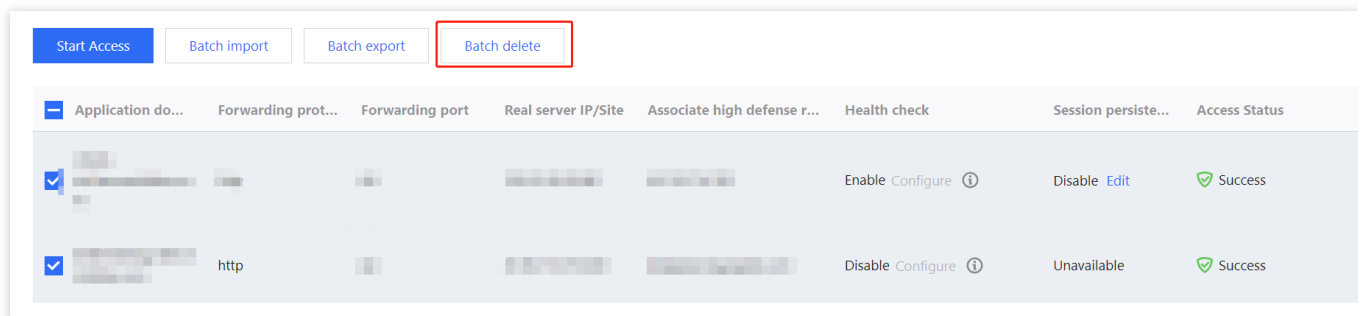 Start Access Batch import Batch export Batch delete
Application do... Forwarding prot... Forwarding port Real server IP/Site Associate high defense r... Health check Session persiste... Access Status
Enable Configure Disable Edit Success
http Disable Configure Unavailable Success